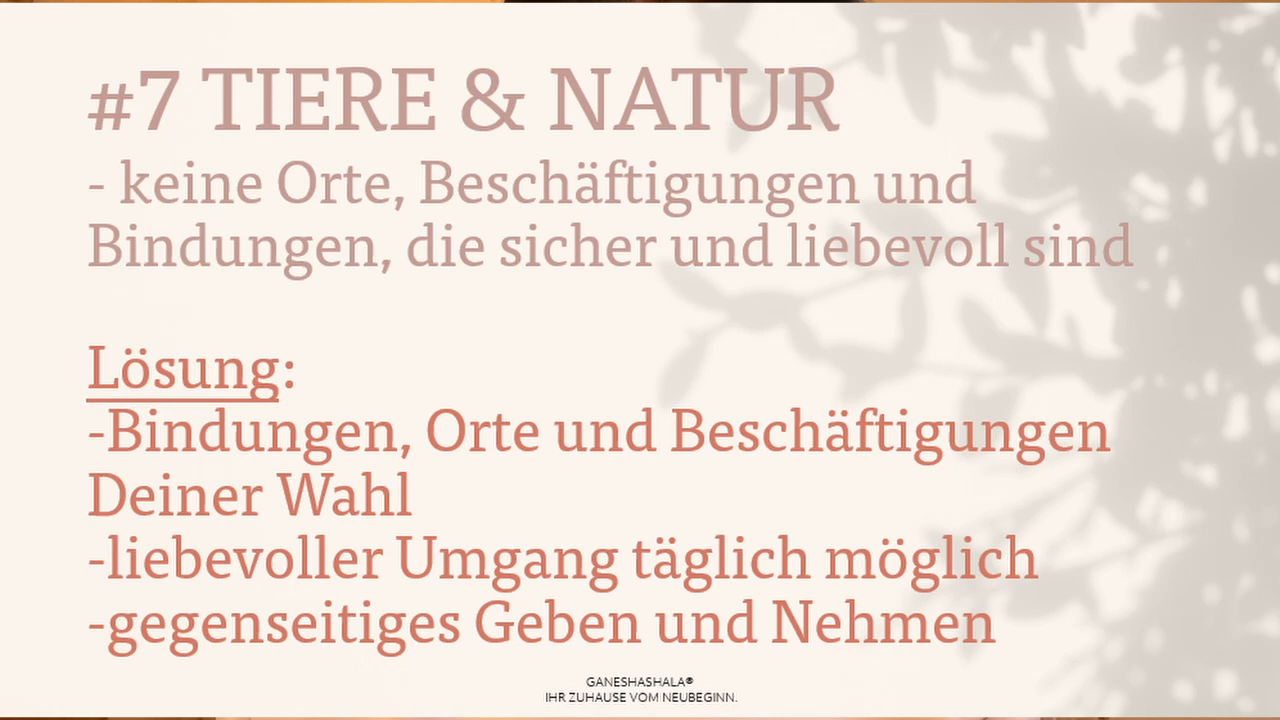 #7 TIERE & NATUR
- keine Orte, Beschäftigungen und
Bindungen, die sicher und liebevoll sind
Lösung:
-Bindungen, Orte und Beschäftigungen
Deiner Wahl
-liebevoller Umgang täglich möglich
-gegenseitiges Geben und Nehmen
GANESHASHALA®
IHR ZUHAUSE VOM NEUBEGINN.